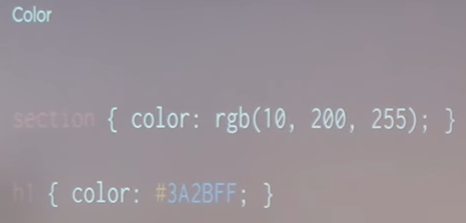 Color
section { color: rgb(10, 200, 255); }
h1 { color: #3A2BFF; }